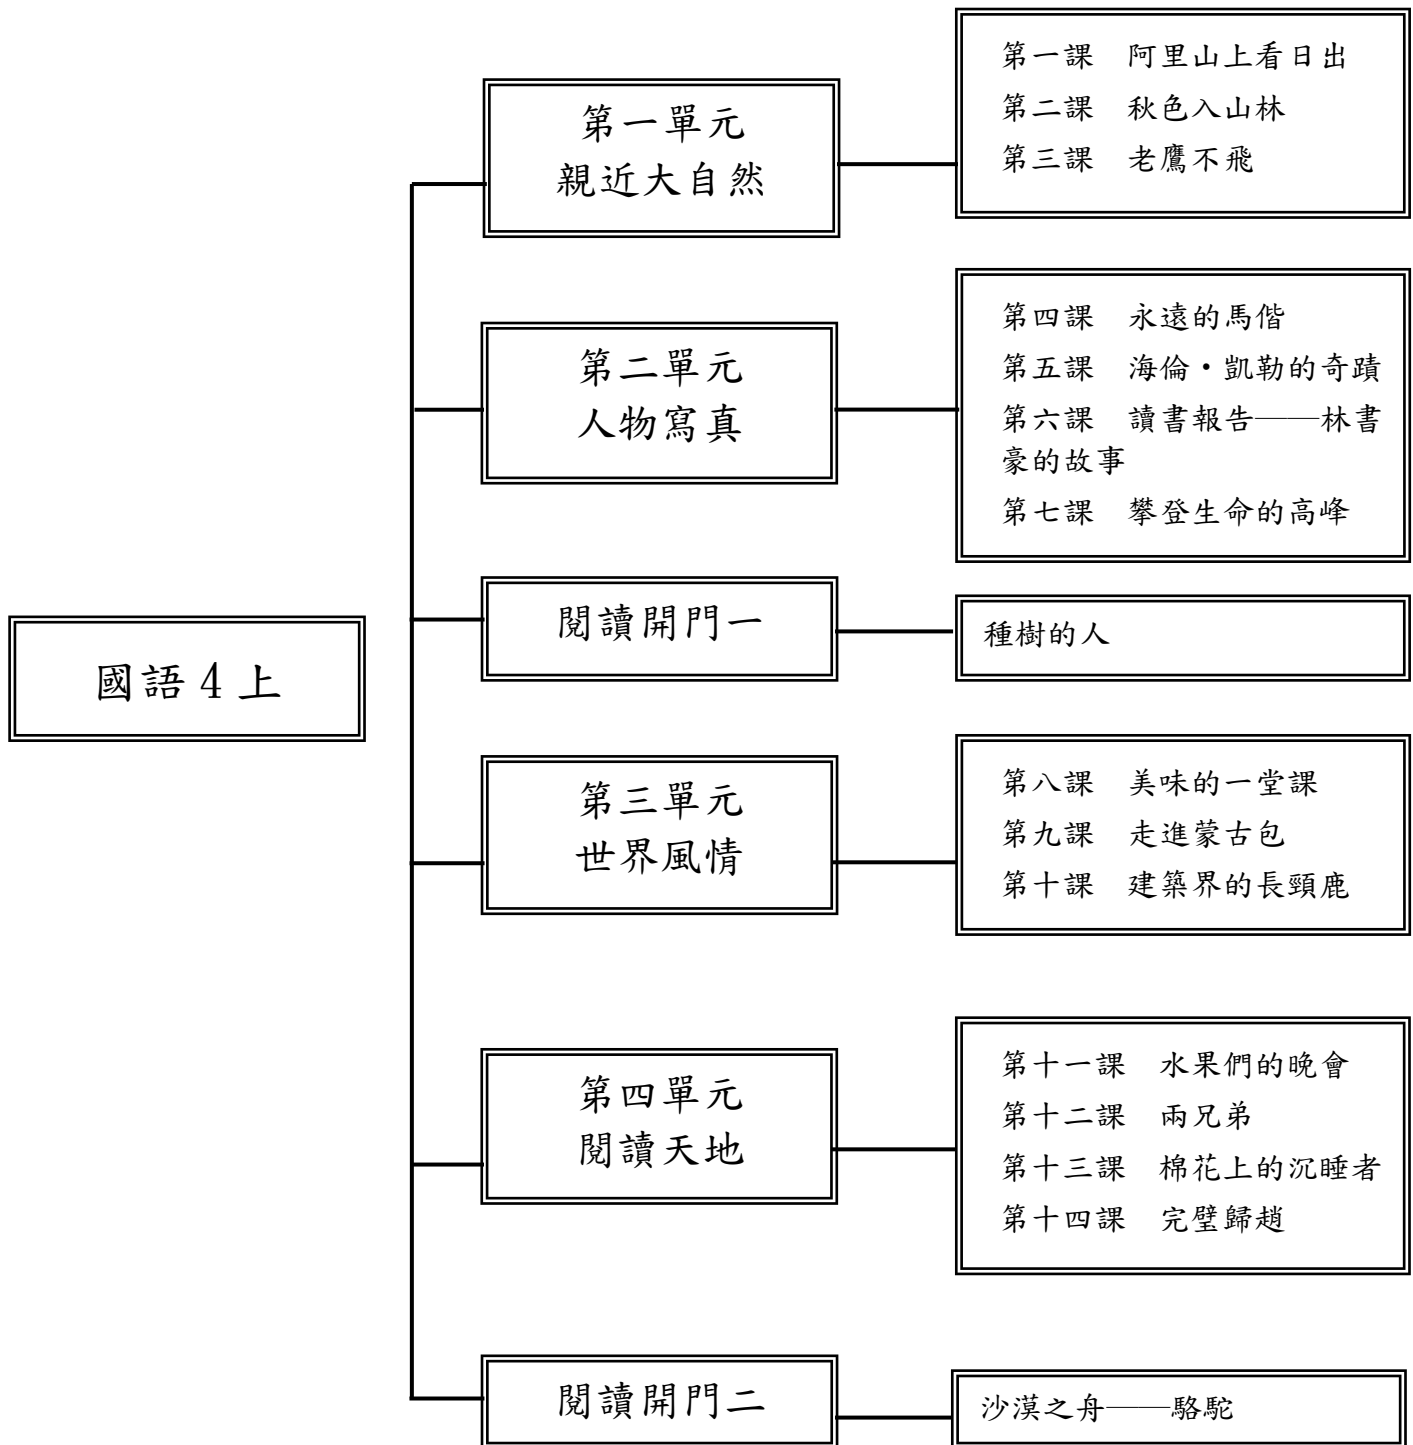 國語4上
第一單元
親近大自然
第一課　阿里山上看日出
第二課　秋色入山林
第三課　老鷹不飛
第二單元
人物寫真
第四課　永遠的馬偕
第五課　海倫‧凱勒的奇蹟
第六課　讀書報告──林書
豪的故事
第七課　攀登生命的高峰
閱讀開門一
種樹的人
第三單元
世界風情
第八課　美味的一堂課
第九課　走進蒙古包
第十課　建築界的長頸鹿
第四單元
閱讀天地
第十一課　水果們的晚會
第十二課　兩兄弟
第十三課　棉花上的沉睡者
第十四課　完璧歸趙
閱讀開門二
沙漠之舟──駱駝